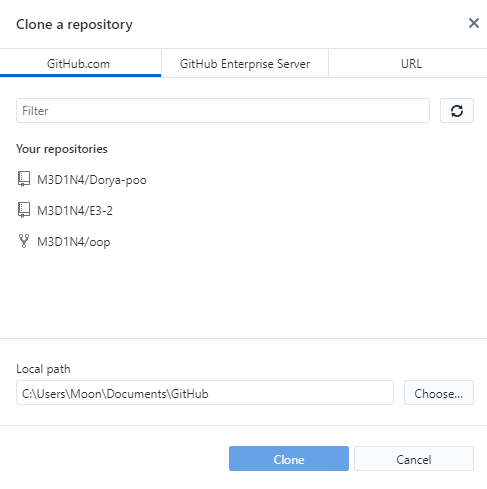 Clone a repository
GitHub.com
GitHub Enterprise Server
URL
Filter
Your repositories
M3D1N4/Dorya-poo
M3D1N4/E3-2
M3D1N4/oop
Local path
C:\Users\Moon\Documents\GitHub
Choose...
Clone
Cancel